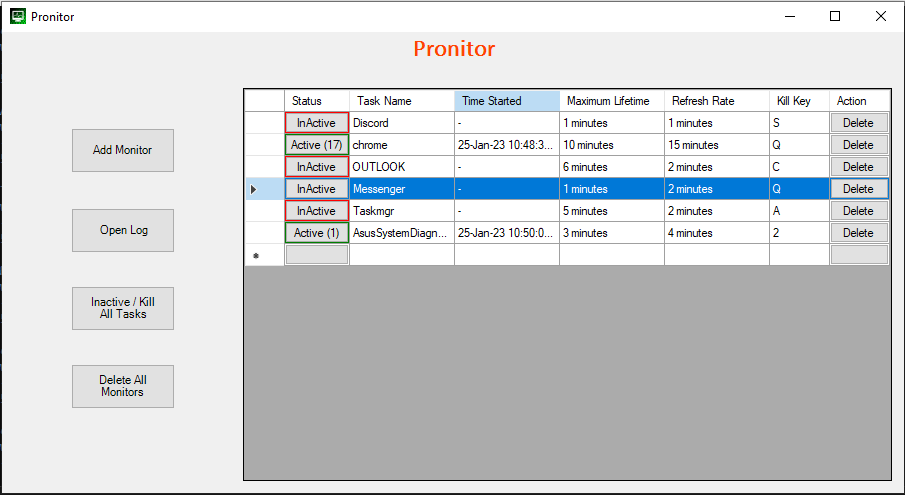 Pronitor
Pronitor
Add Monitor
Open Log
Inactive / Kill
All Tasks
Delete All
Monitors
Status Task Name Time Started Maximum Lifetime Refresh Rate Kill Key Action
InActive Discord - 1 minutes 1 minutes S Delete
Active (17) chrome 25-Jan-23 10:48:3... 10 minutes 15 minutes Q Delete
InActive OUTLOOK - 6 minutes 2 minutes C Delete
InActive Messenger - 1 minutes 2 minutes Q Delete
InActive Taskmgr - 5 minutes 2 minutes A Delete
Active (1) AsusSystemDiagn... 25-Jan-23 10:50:0... 3 minutes 4 minutes 2 Delete